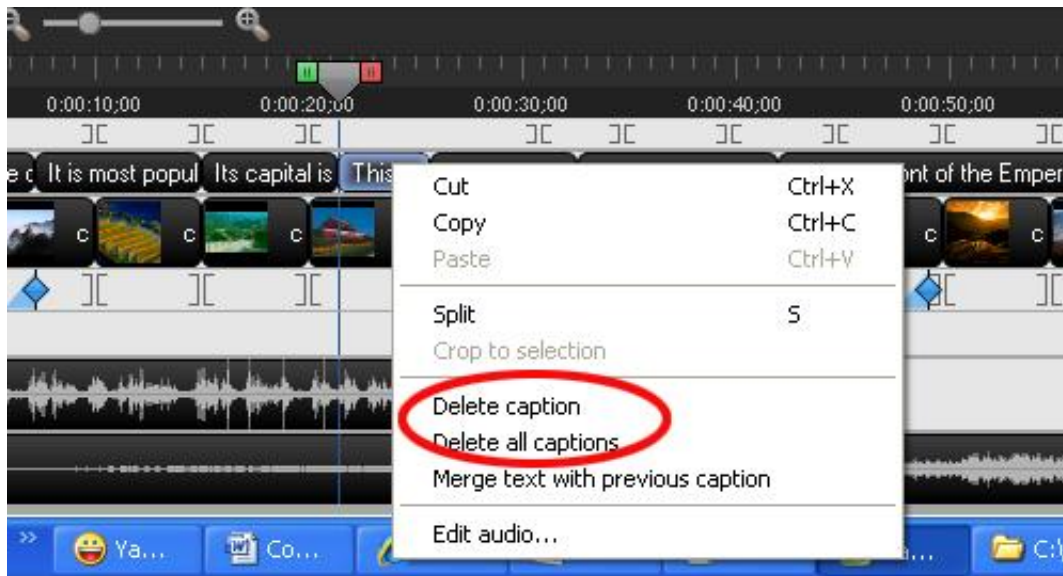 0:00:10;00 0:00:20;00 0:00:30;00 0:00:40;00 0:00:50;00
It is most popul Its capital is This ont of the Emper
c c c c c
Cut Ctrl+X
Copy Ctrl+C
Paste Ctrl+V
Split S
Crop to selection
Delete caption
Delete all captions
Merge text with previous caption
Edit audio...
Ya... Co... C:\